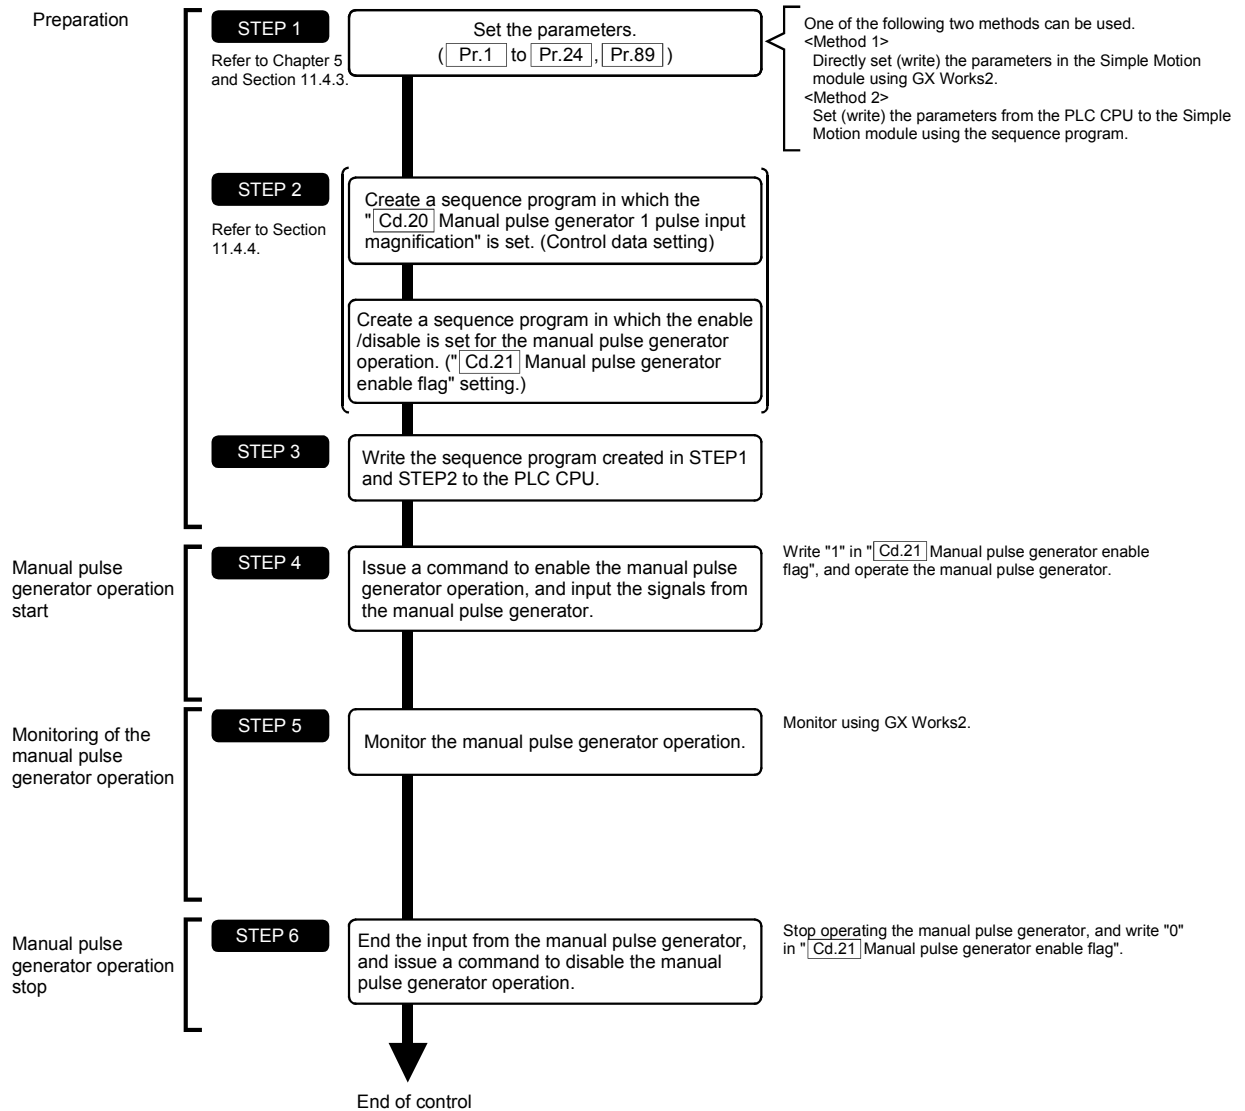 Preparation
STEP 1
Refer to Chapter 5
and Section 11.4.3.
Set the parameters.
( Pr.1 to Pr.24 , Pr.89 )
One of the following two methods can be used.
<Method 1>
Directly set (write) the parameters in the Simple Motion
module using GX Works2.
<Method 2>
Set (write) the parameters from the PLC CPU to the Simple
Motion module using the sequence program.
STEP 2
Refer to Section
11.4.4.
Create a sequence program in which the
" Cd.20 Manual pulse generator 1 pulse input
magnification" is set. (Control data setting)
Create a sequence program in which the enable
/disable is set for the manual pulse generator
operation. (" Cd.21 Manual pulse generator
enable flag" setting.)
STEP 3
Write the sequence program created in STEP1
and STEP2 to the PLC CPU.
Manual pulse
generator operation
start
STEP 4
Issue a command to enable the manual pulse
generator operation, and input the signals from
the manual pulse generator.
Write "1" in " Cd.21 Manual pulse generator enable
flag", and operate the manual pulse generator.
Monitoring of the
manual pulse
generator operation
STEP 5
Monitor the manual pulse generator operation.
Monitor using GX Works2.
Manual pulse
generator operation
stop
STEP 6
End the input from the manual pulse generator,
and issue a command to disable the manual
pulse generator operation.
Stop operating the manual pulse generator, and write "0"
in " Cd.21 Manual pulse generator enable flag".
End of control